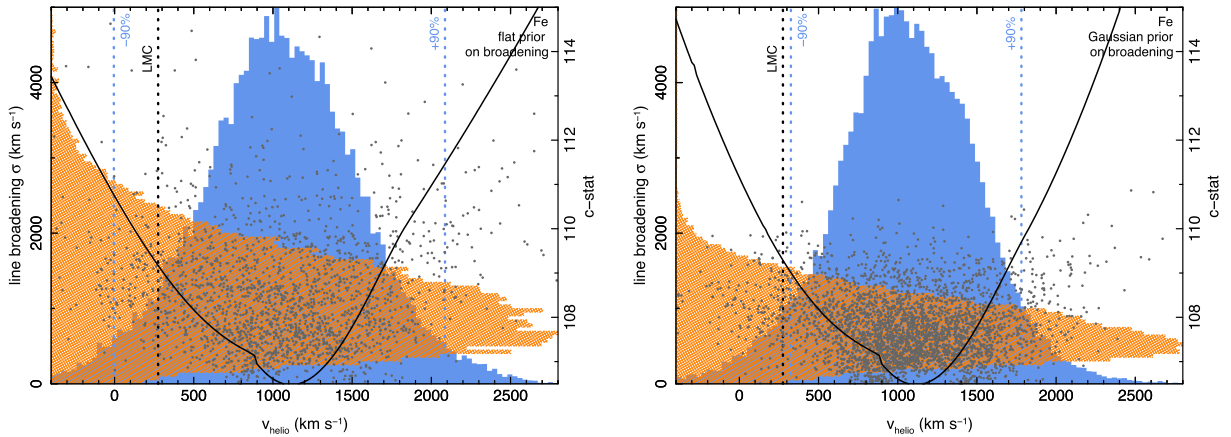 Fe
flat prior
on broadening
−90%
LMC
+90%
line broadening σ (km s⁻¹)
0
2000
4000
c-stat
108
110
112
114
0
500
1000
1500
2000
2500
v_helio (km s⁻¹)
Fe
Gaussian prior
on broadening
−90%
LMC
+90%
line broadening σ (km s⁻¹)
0
2000
4000
c-stat
108
110
112
114
0
500
1000
1500
2000
2500
v_helio (km s⁻¹)